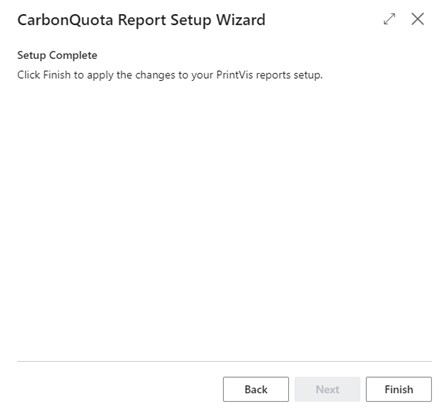 CarbonQuota Report Setup Wizard
Setup Complete
Click Finish to apply the changes to your PrintVis reports setup.
Back
Next
Finish